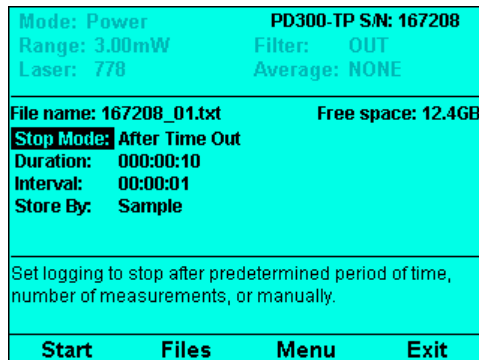 Mode: Power PD300-TP S/N: 167208
Range: 3.00mW Filter: OUT
Laser: 778 Average: NONE
File name: 167208_01.txt Free space: 12.4GB
Stop Mode: After Time Out
Duration: 000:00:10
Interval: 00:00:01
Store By: Sample
Set logging to stop after predetermined period of time,
number of measurements, or manually.
Start Files Menu Exit